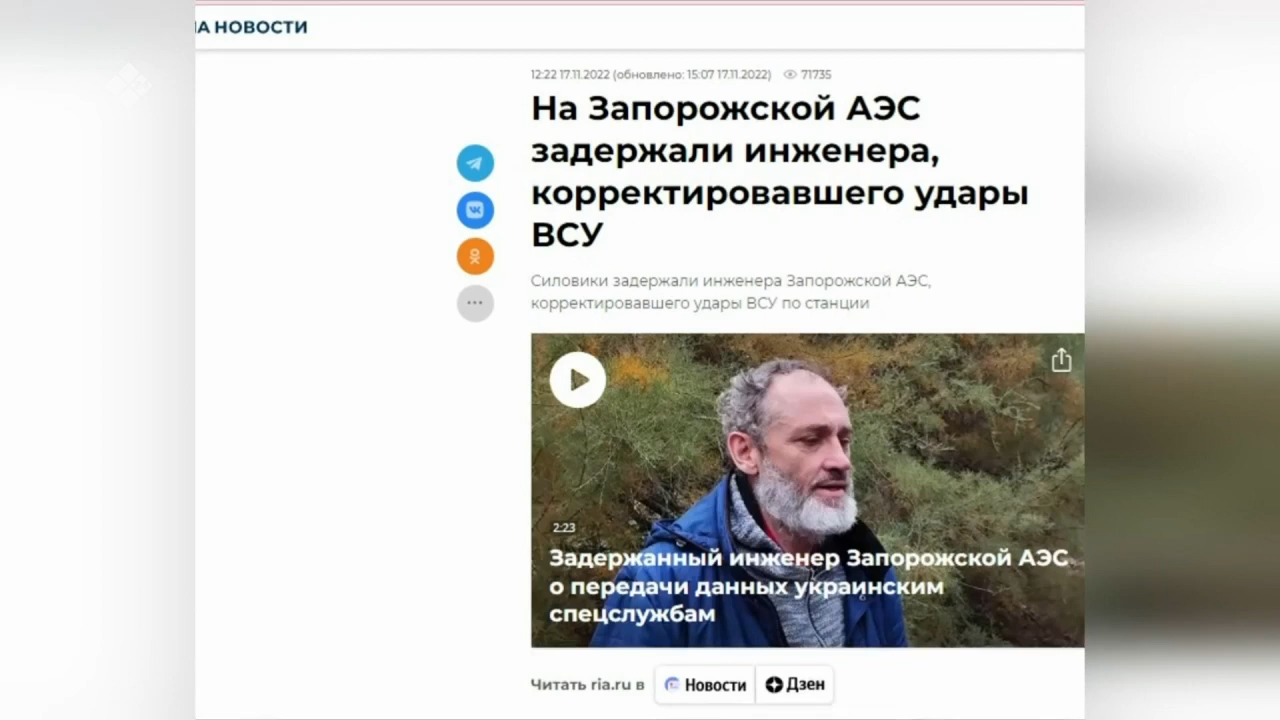 А НОВОСТИ
12:22 17.11.2022 (обновлено: 15:07 17.11.2022) 71735
На Запорожской АЭС
задержали инженера,
корректировавшего удары
ВСУ
Силовики задержали инженера Запорожской АЭС,
корректировавшего удары ВСУ по станции
2:23
Задержанный инженер Запорожской АЭС
о передачи данных украинским
спецслужбам
Читать ria.ru в Новости Дзен